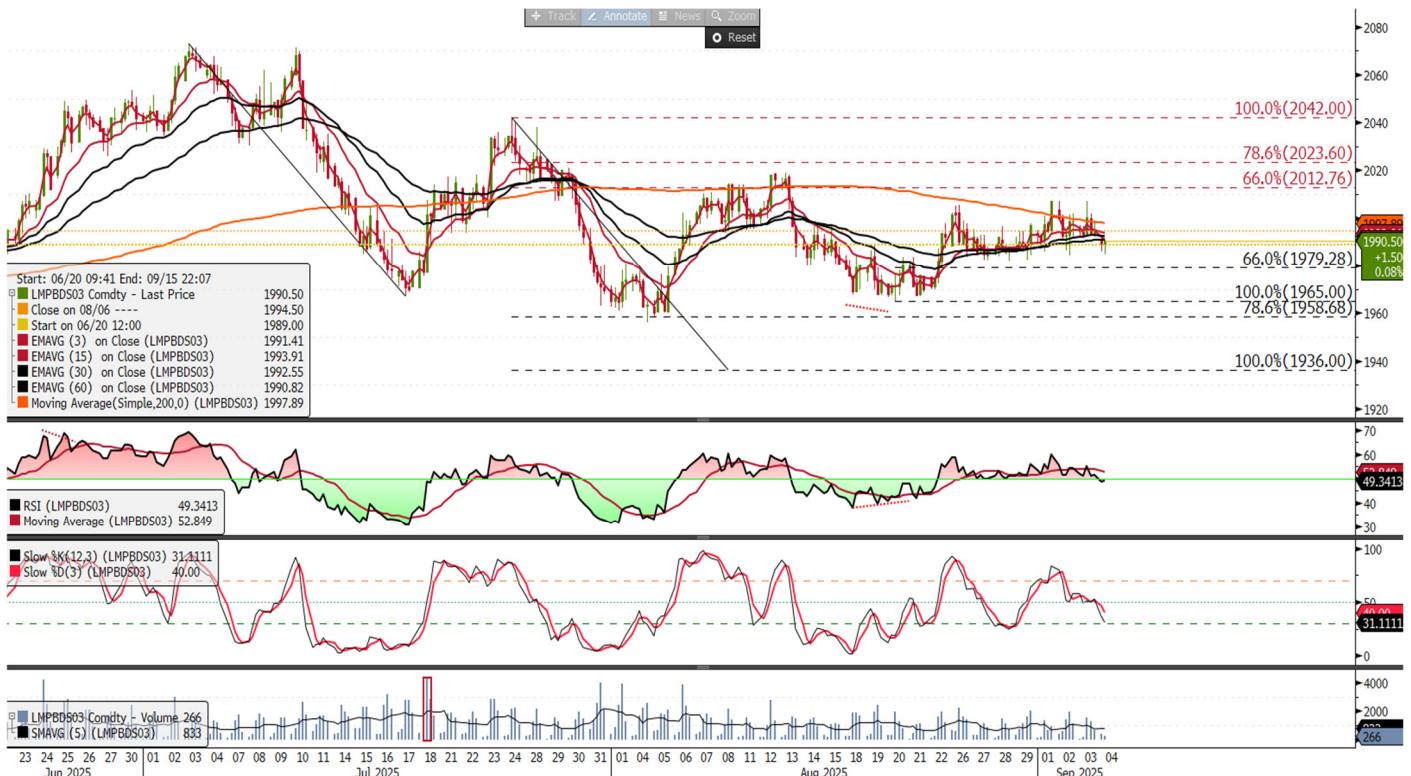 Track Annotate News Zoom
Reset
2080
2060
2040
2020
1960
1940
1920
100.0%(2042.00)
78.6%(2023.60)
66.0%(2012.76)
66.0%(1979.28)
100.0%(1965.00)
78.6%(1958.68)
100.0%(1936.00)
1997.89
1990.50
+1.50
0.08%
Start: 06/20 09:41 End: 09/15 22:07
LMPBDS03 Comdty - Last Price 1990.50
Close on 08/06 ---- 1994.50
Start on 06/20 12:00 1989.00
EMAVG (3) on Close (LMPBDS03) 1991.41
EMAVG (15) on Close (LMPBDS03) 1993.91
EMAVG (30) on Close (LMPBDS03) 1992.55
EMAVG (60) on Close (LMPBDS03) 1990.82
Moving Average(Simple,200,0) (LMPBDS03) 1997.89
70
60
40
30
52.849
49.3413
RSI (LMPBDS03) 49.3413
Moving Average (LMPBDS03) 52.849
Slow %K(12,3) (LMPBDS03) 31.1111
Slow %D(3) (LMPBDS03) 40.00
100
50
40.00
31.1111
0
4000
2000
833
266
LMPBDS03 Comdty - Volume 266
SMAVG (5) (LMPBDS03) 833
23 24 25 26 27 30 01 02 03 04 07 08 09 10 11 14 15 16 17 18 21 22 23 24 25 28 29 30 31 01 04 05 06 07 08 11 12 13 14 15 18 19 20 21 22 26 27 28 29 01 02 03 04
Jun 2025 Jul 2025 Aug 2025 Sep 2025